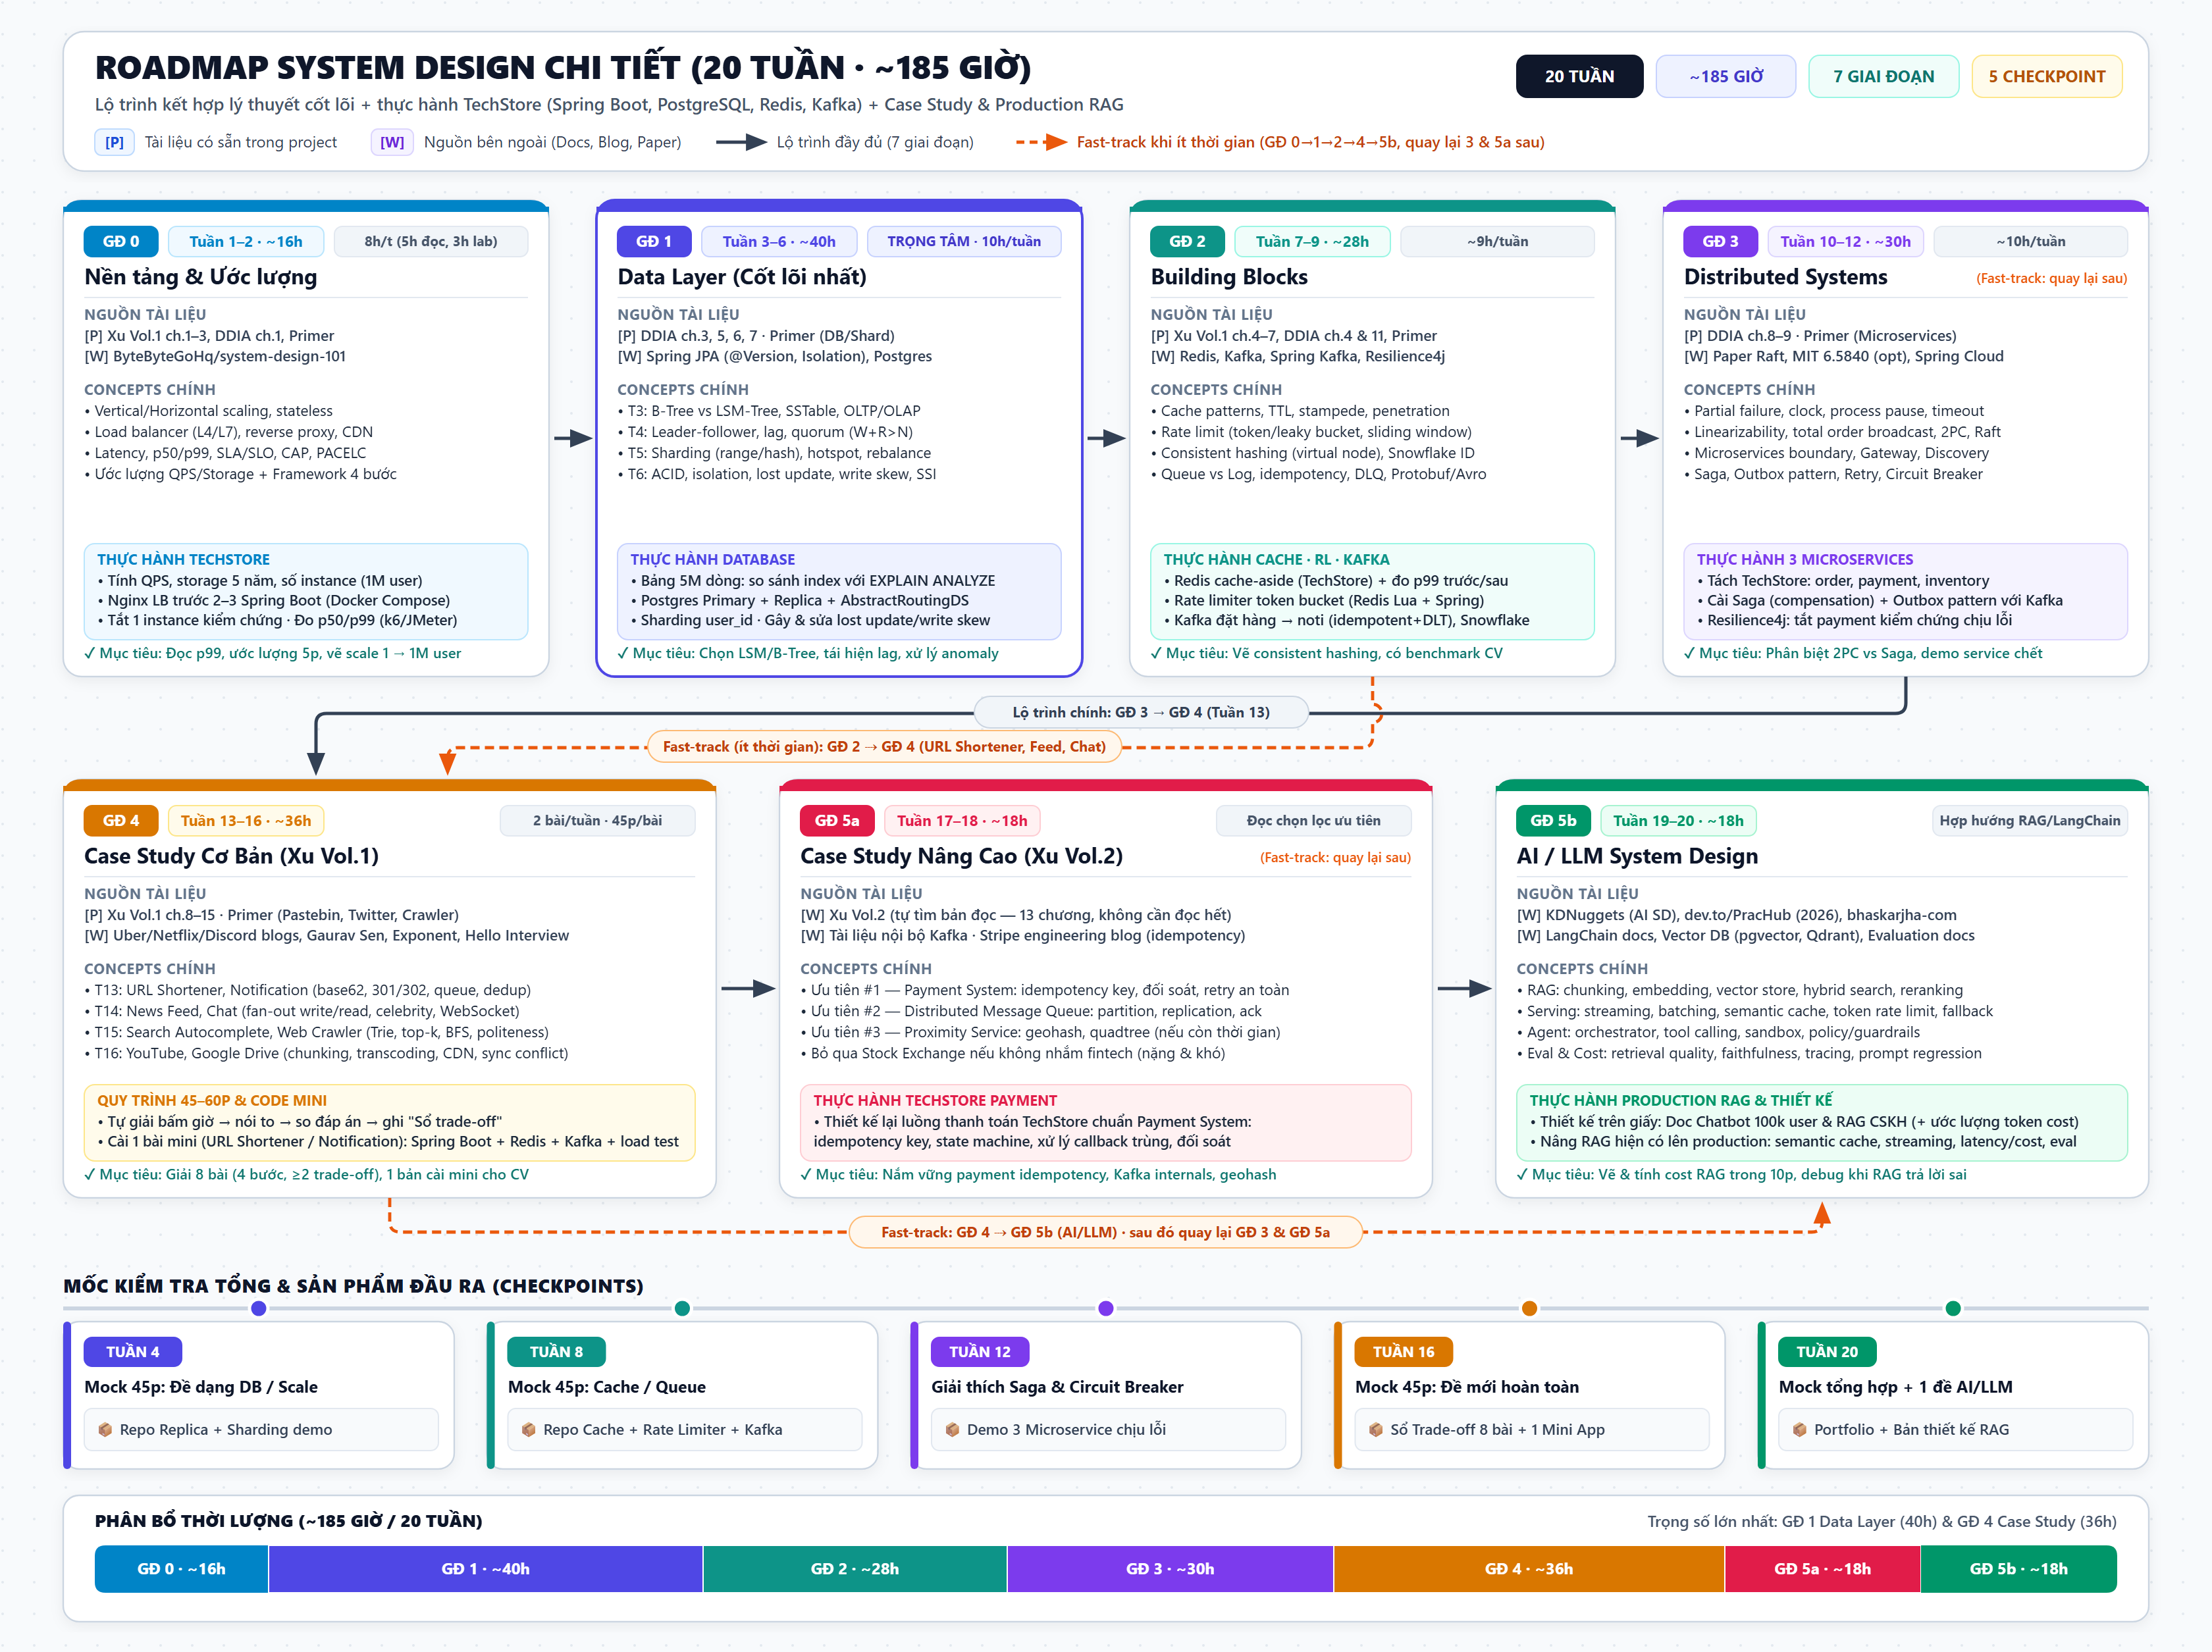 ROADMAP SYSTEM DESIGN CHI TIẾT (20 TUẦN · ~185 GIỜ)
20 TUẦN
~185 GIỜ
7 GIAI ĐOẠN
5 CHECKPOINT
Lộ trình kết hợp lý thuyết cốt lõi + thực hành TechStore (Spring Boot, PostgreSQL, Redis, Kafka) + Case Study & Production RAG
[P] Tài liệu có sẵn trong project
[W] Nguồn bên ngoài (Docs, Blog, Paper)
Lộ trình đầy đủ (7 giai đoạn)
Fast-track khi ít thời gian (GĐ 0→1→2→4→5b, quay lại 3 & 5a sau)
GĐ 0
Tuần 1–2 · ~16h
8h/t (5h đọc, 3h lab)
Nền tảng & Ước lượng
NGUỒN TÀI LIỆU
[P] Xu Vol.1 ch.1–3, DDIA ch.1, Primer
[W] ByteByteGoHq/system-design-101
CONCEPTS CHÍNH
• Vertical/Horizontal scaling, stateless
• Load balancer (L4/L7), reverse proxy, CDN
• Latency, p50/p99, SLA/SLO, CAP, PACELC
• Ước lượng QPS/Storage + Framework 4 bước
THỰC HÀNH TECHSTORE
• Tính QPS, storage 5 năm, số instance (1M user)
• Nginx LB trước 2–3 Spring Boot (Docker Compose)
• Tắt 1 instance kiểm chứng · Đo p50/p99 (k6/JMeter)
✓ Mục tiêu: Đọc p99, ước lượng 5p, vẽ scale 1 → 1M user
GĐ 1
Tuần 3–6 · ~40h
TRỌNG TÂM · 10h/tuần
Data Layer (Cốt lõi nhất)
NGUỒN TÀI LIỆU
[P] DDIA ch.3, 5, 6, 7 · Primer (DB/Shard)
[W] Spring JPA (@Version, Isolation), Postgres
CONCEPTS CHÍNH
• T3: B-Tree vs LSM-Tree, SSTable, OLTP/OLAP
• T4: Leader-follower, lag, quorum (W+R>N)
• T5: Sharding (range/hash), hotspot, rebalance
• T6: ACID, isolation, lost update, write skew, SSI
THỰC HÀNH DATABASE
• Bảng 5M dòng: so sánh index với EXPLAIN ANALYZE
• Postgres Primary + Replica + AbstractRoutingDS
• Sharding user_id · Gây & sửa lost update/write skew
✓ Mục tiêu: Chọn LSM/B-Tree, tái hiện lag, xử lý anomaly
GĐ 2
Tuần 7–9 · ~28h
~9h/tuần
Building Blocks
NGUỒN TÀI LIỆU
[P] Xu Vol.1 ch.4–7, DDIA ch.4 & 11, Primer
[W] Redis, Kafka, Spring Kafka, Resilience4j
CONCEPTS CHÍNH
• Cache patterns, TTL, stampede, penetration
• Rate limit (token/leaky bucket, sliding window)
• Consistent hashing (virtual node), Snowflake ID
• Queue vs Log, idempotency, DLQ, Protobuf/Avro
THỰC HÀNH CACHE · RL · KAFKA
• Redis cache-aside (TechStore) + đo p99 trước/sau
• Rate limiter token bucket (Redis Lua + Spring)
• Kafka đặt hàng → noti (idempotent+DLT), Snowflake
✓ Mục tiêu: Vẽ consistent hashing, có benchmark CV
GĐ 3
Tuần 10–12 · ~30h
~10h/tuần
Distributed Systems
(Fast-track: quay lại sau)
NGUỒN TÀI LIỆU
[P] DDIA ch.8–9 · Primer (Microservices)
[W] Paper Raft, MIT 6.5840 (opt), Spring Cloud
CONCEPTS CHÍNH
• Partial failure, clock, process pause, timeout
• Linearizability, total order broadcast, 2PC, Raft
• Microservices boundary, Gateway, Discovery
• Saga, Outbox pattern, Retry, Circuit Breaker
THỰC HÀNH 3 MICROSERVICES
• Tách TechStore: order, payment, inventory
• Cài Saga (compensation) + Outbox pattern với Kafka
• Resilience4j: tắt payment kiểm chứng chịu lỗi
✓ Mục tiêu: Phân biệt 2PC vs Saga, demo service chết
Lộ trình chính: GĐ 3 → GĐ 4 (Tuần 13)
Fast-track (ít thời gian): GĐ 2 → GĐ 4 (URL Shortener, Feed, Chat)
GĐ 4
Tuần 13–16 · ~36h
2 bài/tuần · 45p/bài
Case Study Cơ Bản (Xu Vol.1)
NGUỒN TÀI LIỆU
[P] Xu Vol.1 ch.8–15 · Primer (Pastebin, Twitter, Crawler)
[W] Uber/Netflix/Discord blogs, Gaurav Sen, Exponent, Hello Interview
CONCEPTS CHÍNH
• T13: URL Shortener, Notification (base62, 301/302, queue, dedup)
• T14: News Feed, Chat (fan-out write/read, celebrity, WebSocket)
• T15: Search Autocomplete, Web Crawler (Trie, top-k, BFS, politeness)
• T16: YouTube, Google Drive (chunking, transcoding, CDN, sync conflict)
QUY TRÌNH 45–60P & CODE MINI
• Tự giải bấm giờ → nói to → so đáp án → ghi "Sổ trade-off"
• Cài 1 bài mini (URL Shortener / Notification): Spring Boot + Redis + Kafka + load test
✓ Mục tiêu: Giải 8 bài (4 bước, ≥2 trade-off), 1 bản cài mini cho CV
GĐ 5a
Tuần 17–18 · ~18h
Đọc chọn lọc ưu tiên
Case Study Nâng Cao (Xu Vol.2)
(Fast-track: quay lại sau)
NGUỒN TÀI LIỆU
[W] Xu Vol.2 (tự tìm bản đọc — 13 chương, không cần đọc hết)
[W] Tài liệu nội bộ Kafka · Stripe engineering blog (idempotency)
CONCEPTS CHÍNH
• Ưu tiên #1 — Payment System: idempotency key, đối soát, retry an toàn
• Ưu tiên #2 — Distributed Message Queue: partition, replication, ack
• Ưu tiên #3 — Proximity Service: geohash, quadtree (nếu còn thời gian)
• Bỏ qua Stock Exchange nếu không nhắm fintech (nặng & khó)
THỰC HÀNH TECHSTORE PAYMENT
• Thiết kế lại luồng thanh toán TechStore chuẩn Payment System:
idempotency key, state machine, xử lý callback trùng, đối soát
✓ Mục tiêu: Nắm vững payment idempotency, Kafka internals, geohash
GĐ 5b
Tuần 19–20 · ~18h
Hợp hướng RAG/LangChain
AI / LLM System Design
NGUỒN TÀI LIỆU
[W] KDNuggets (AI SD), dev.to/PracHub (2026), bhaskarjha-com
[W] LangChain docs, Vector DB (pgvector, Qdrant), Evaluation docs
CONCEPTS CHÍNH
• RAG: chunking, embedding, vector store, hybrid search, reranking
• Serving: streaming, batching, semantic cache, token rate limit, fallback
• Agent: orchestrator, tool calling, sandbox, policy/guardrails
• Eval & Cost: retrieval quality, faithfulness, tracing, prompt regression
THỰC HÀNH PRODUCTION RAG & THIẾT KẾ
• Thiết kế trên giấy: Doc Chatbot 100k user & RAG CSKH (+ ước lượng token cost)
• Nâng RAG hiện có lên production: semantic cache, streaming, latency/cost, eval
✓ Mục tiêu: Vẽ & tính cost RAG trong 10p, debug khi RAG trả lời sai
Fast-track: GĐ 4 → GĐ 5b (AI/LLM) · sau đó quay lại GĐ 3 & GĐ 5a
MỐC KIỂM TRA TỔNG & SẢN PHẨM ĐẦU RA (CHECKPOINTS)
TUẦN 4
Mock 45p: Đề dạng DB / Scale
Repo Replica + Sharding demo
TUẦN 8
Mock 45p: Cache / Queue
Repo Cache + Rate Limiter + Kafka
TUẦN 12
Giải thích Saga & Circuit Breaker
Demo 3 Microservice chịu lỗi
TUẦN 16
Mock 45p: Đề mới hoàn toàn
Sổ Trade-off 8 bài + 1 Mini App
TUẦN 20
Mock tổng hợp + 1 đề AI/LLM
Portfolio + Bản thiết kế RAG
PHÂN BỔ THỜI LƯỢNG (~185 GIỜ / 20 TUẦN)
Trọng số lớn nhất: GĐ 1 Data Layer (40h) & GĐ 4 Case Study (36h)
GĐ 0 · ~16h
GĐ 1 · ~40h
GĐ 2 · ~28h
GĐ 3 · ~30h
GĐ 4 · ~36h
GĐ 5a · ~18h
GĐ 5b · ~18h